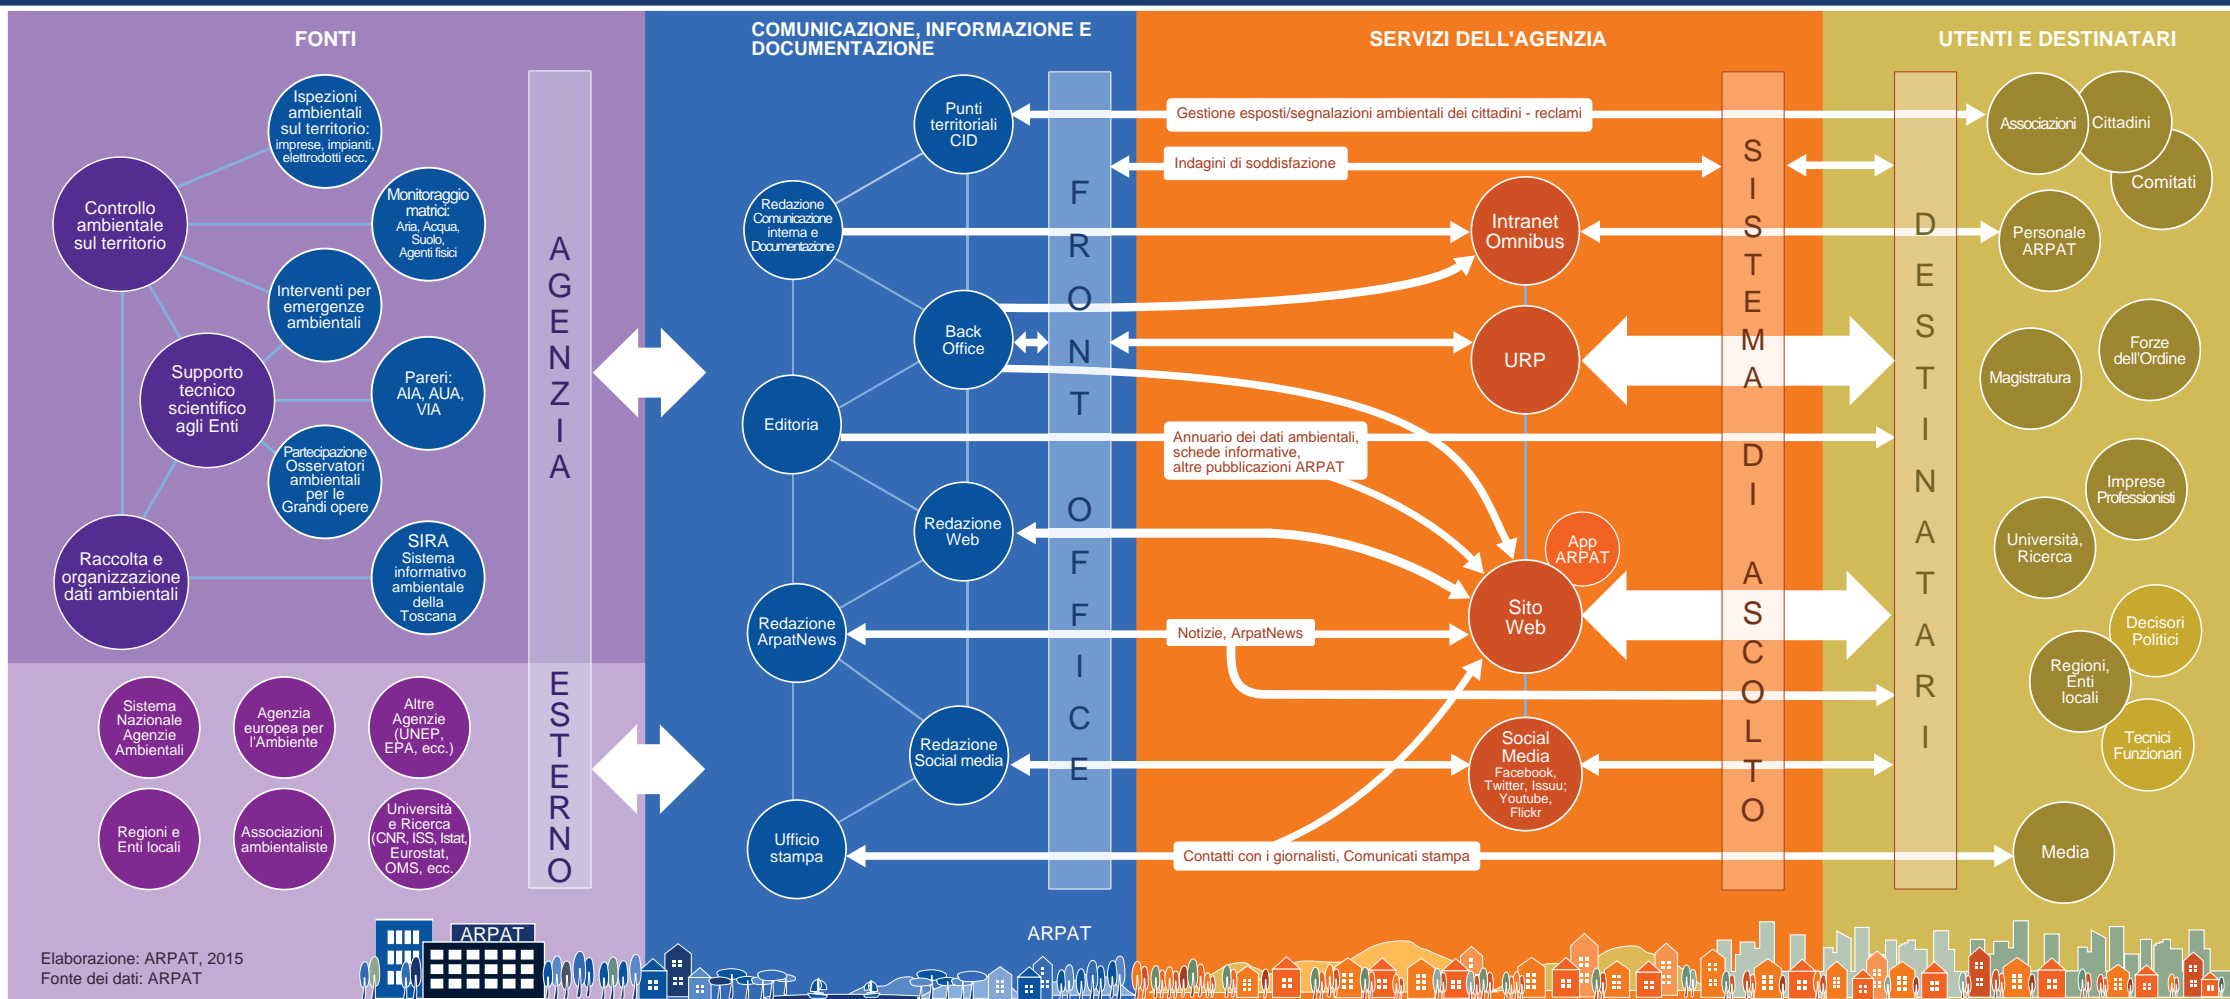 FONTI
COMUNICAZIONE, INFORMAZIONE E
DOCUMENTAZIONE
SERVIZI DELL'AGENZIA
UTENTI E DESTINATARI
Ispezioni
ambientali
sul territorio:
imprese, impianti,
elettrodotti ecc.
Controllo
ambientale
sul territorio
Monitoraggio
matrici:
Aria, Acqua,
Suolo,
Agenti fisici
Interventi per
emergenze
ambientali
Supporto
tecnico
scientifico
agli Enti
Pareri:
AIA, AUA,
VIA
Partecipazione
Osservatori
ambientali
per le
Grandi opere
Raccolta e
organizzazione
dati ambientali
SIRA
Sistema
informativo
ambientale
della
Toscana
AGENZIA
Sistema
Nazionale
Agenzie
Ambientali
Agenzia
europea per
l'Ambiente
Altre
Agenzie
(UNEP,
EPA, ecc.)
Regioni e
Enti locali
Associazioni
ambientaliste
Università
e Ricerca
(CNR, ISS, Istat,
Eurostat,
OMS, ecc.
ESTERNO
Punti
territoriali
CID
Redazione
Comunicazione
interna e
Documentazione
Back
Office
Editoria
Redazione
Web
Redazione
ArpatNews
Redazione
Social media
Ufficio
stampa
FRONT OFFICE
Gestione esposti/segnalazioni ambientali dei cittadini - reclami
Indagini di soddisfazione
Intranet
Omnibus
URP
Annuario dei dati ambientali,
schede informative,
altre pubblicazioni ARPAT
App
ARPAT
Sito
Web
Notizie, ArpatNews
Social
Media
Facebook,
Twitter, Issuu;
Youtube,
Flickr
Contatti con i giornalisti, Comunicati stampa
SISTEMA DI ASCOLTO
DESTINATARI
Associazioni
Cittadini
Comitati
Personale
ARPAT
Forze
dell'Ordine
Magistratura
Imprese
Professionisti
Università,
Ricerca
Decisori
Politici
Regioni,
Enti
locali
Tecnici
Funzionari
Media
ARPAT
ARPAT
Elaborazione: ARPAT, 2015
Fonte dei dati: ARPAT